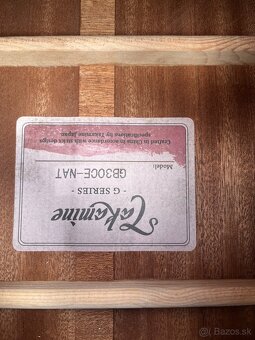 Takamine
- G SERIES -
GB30CE-NAT
Model:
Crafted in China in accordance with strict design
specifications by Takamine Japan
Bazos.sk